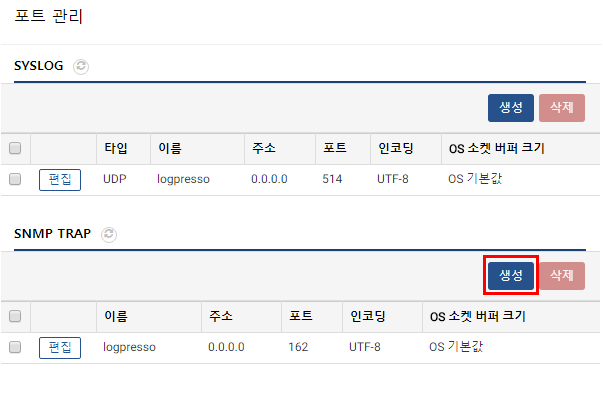 포트 관리
SYSLOG
생성 삭제
타입 이름 주소 포트 인코딩 OS 소켓 버퍼 크기
편집 UDP logpresso 0.0.0.0 514 UTF-8 OS 기본값
SNMP TRAP
생성 삭제
이름 주소 포트 인코딩 OS 소켓 버퍼 크기
편집 logpresso 0.0.0.0 162 UTF-8 OS 기본값